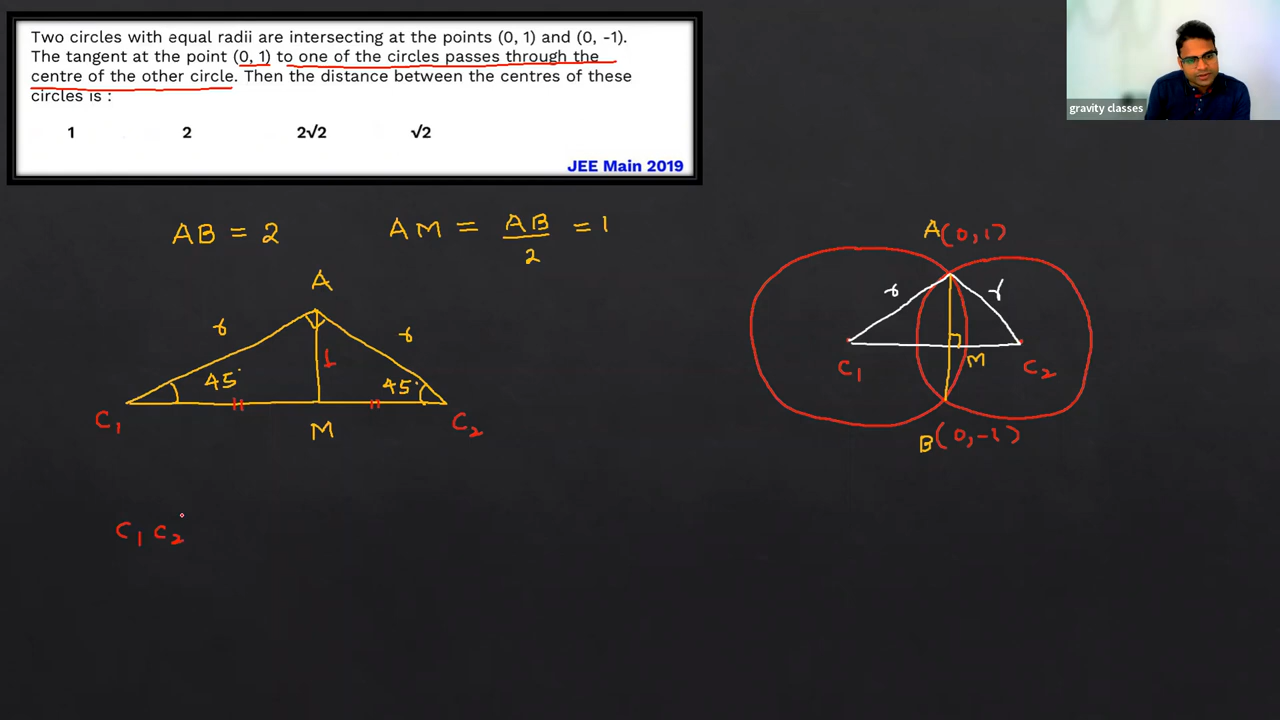 Two circles with equal radii are intersecting at the points (0, 1) and (0, -1).
The tangent at the point (0, 1) to one of the circles passes through the
centre of the other circle. Then the distance between the centres of these
circles is :
1 2 2√2 √2
JEE Main 2019
gravity classes
AB = 2 AM = AB/2 = 1
A
r r
1
45° 45°
C₁ M C₂
C₁C₂
A(0,1)
r r
C₁ M C₂
B(0,-1)